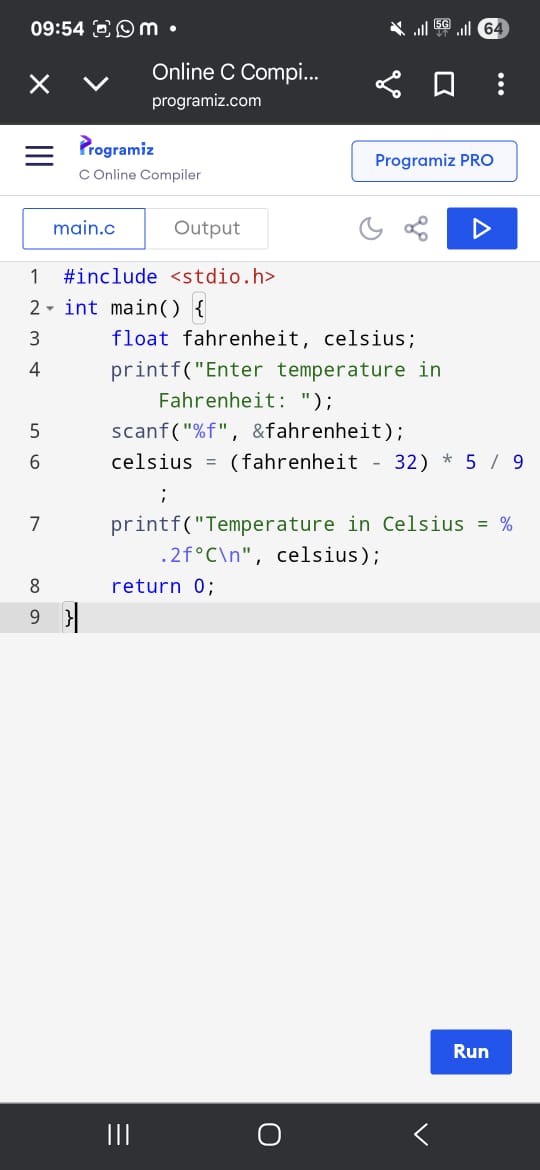 09:54 m •
5G 64
Online C Compi...
programiz.com
Programiz
C Online Compiler
Programiz PRO
main.c Output
1 #include <stdio.h>
2 int main() {
3 float fahrenheit, celsius;
4 printf("Enter temperature in
Fahrenheit: ");
5 scanf("%f", &fahrenheit);
6 celsius = (fahrenheit - 32) * 5 / 9
;
7 printf("Temperature in Celsius = %
.2f°C\n", celsius);
8 return 0;
9 }
Run